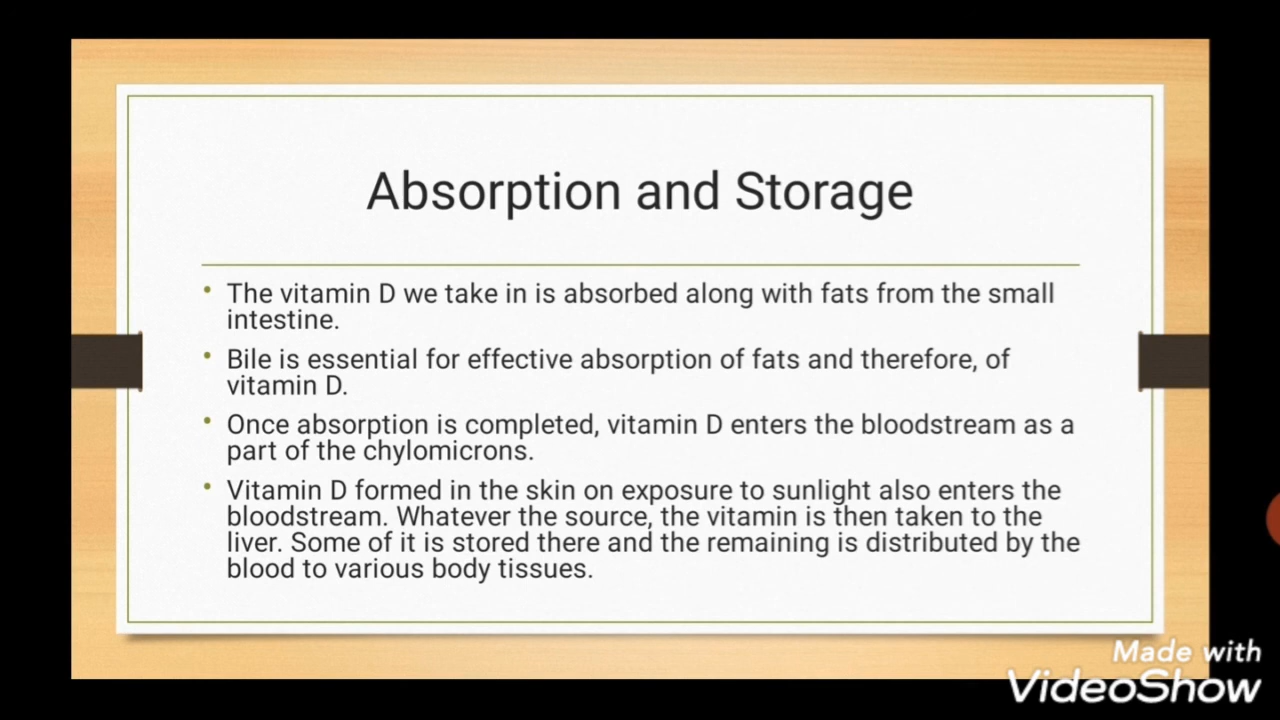 Absorption and Storage
• The vitamin D we take in is absorbed along with fats from the small
intestine.
• Bile is essential for effective absorption of fats and therefore, of
vitamin D.
• Once absorption is completed, vitamin D enters the bloodstream as a
part of the chylomicrons.
• Vitamin D formed in the skin on exposure to sunlight also enters the
bloodstream. Whatever the source, the vitamin is then taken to the
liver. Some of it is stored there and the remaining is distributed by the
blood to various body tissues.
Made with
VideoShow